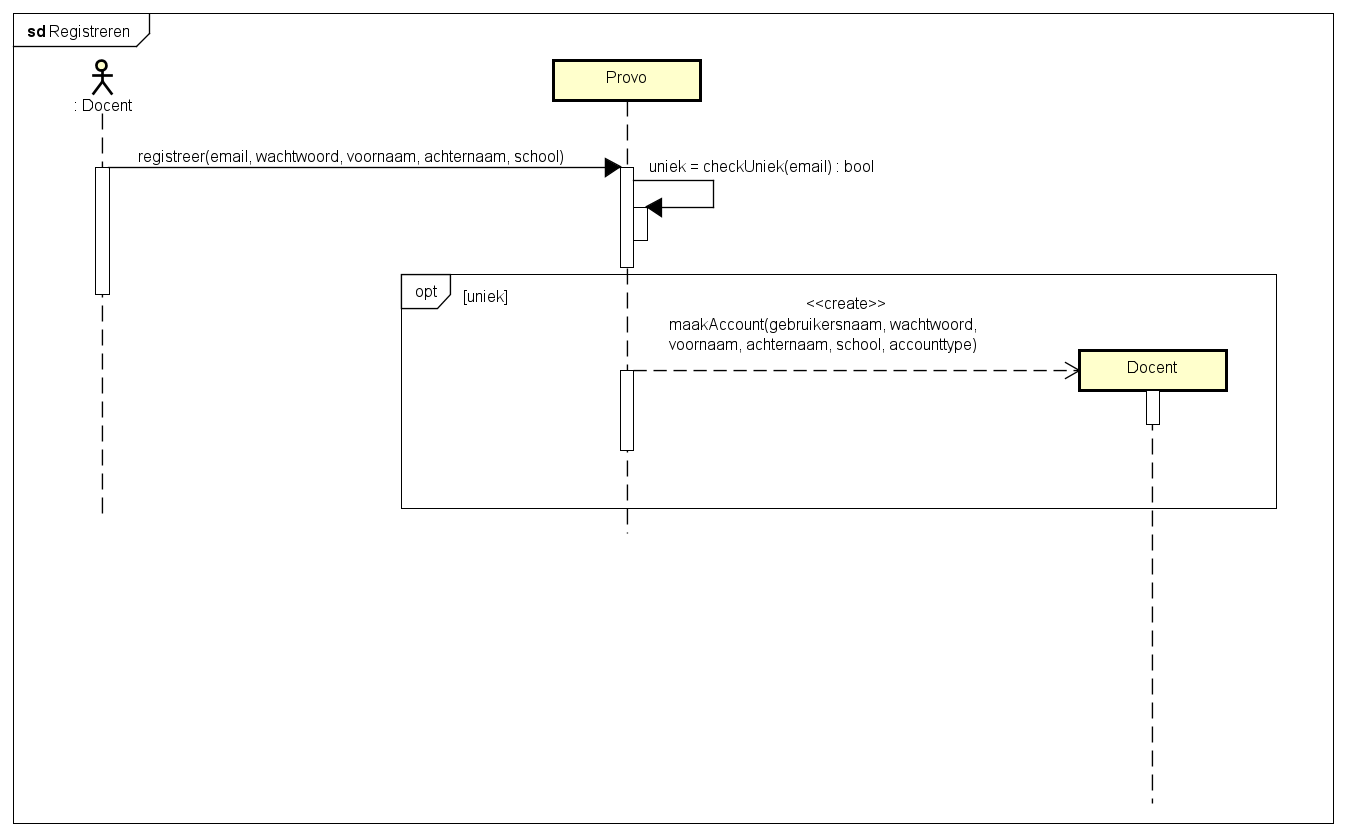 sd Registreren
: Docent
Provo
registreer(email, wachtwoord, voornaam, achternaam, school)
uniek = checkUniek(email) : bool
opt
[uniek]
<<create>>
maakAccount(gebruikersnaam, wachtwoord,
voornaam, achternaam, school, accounttype)
Docent